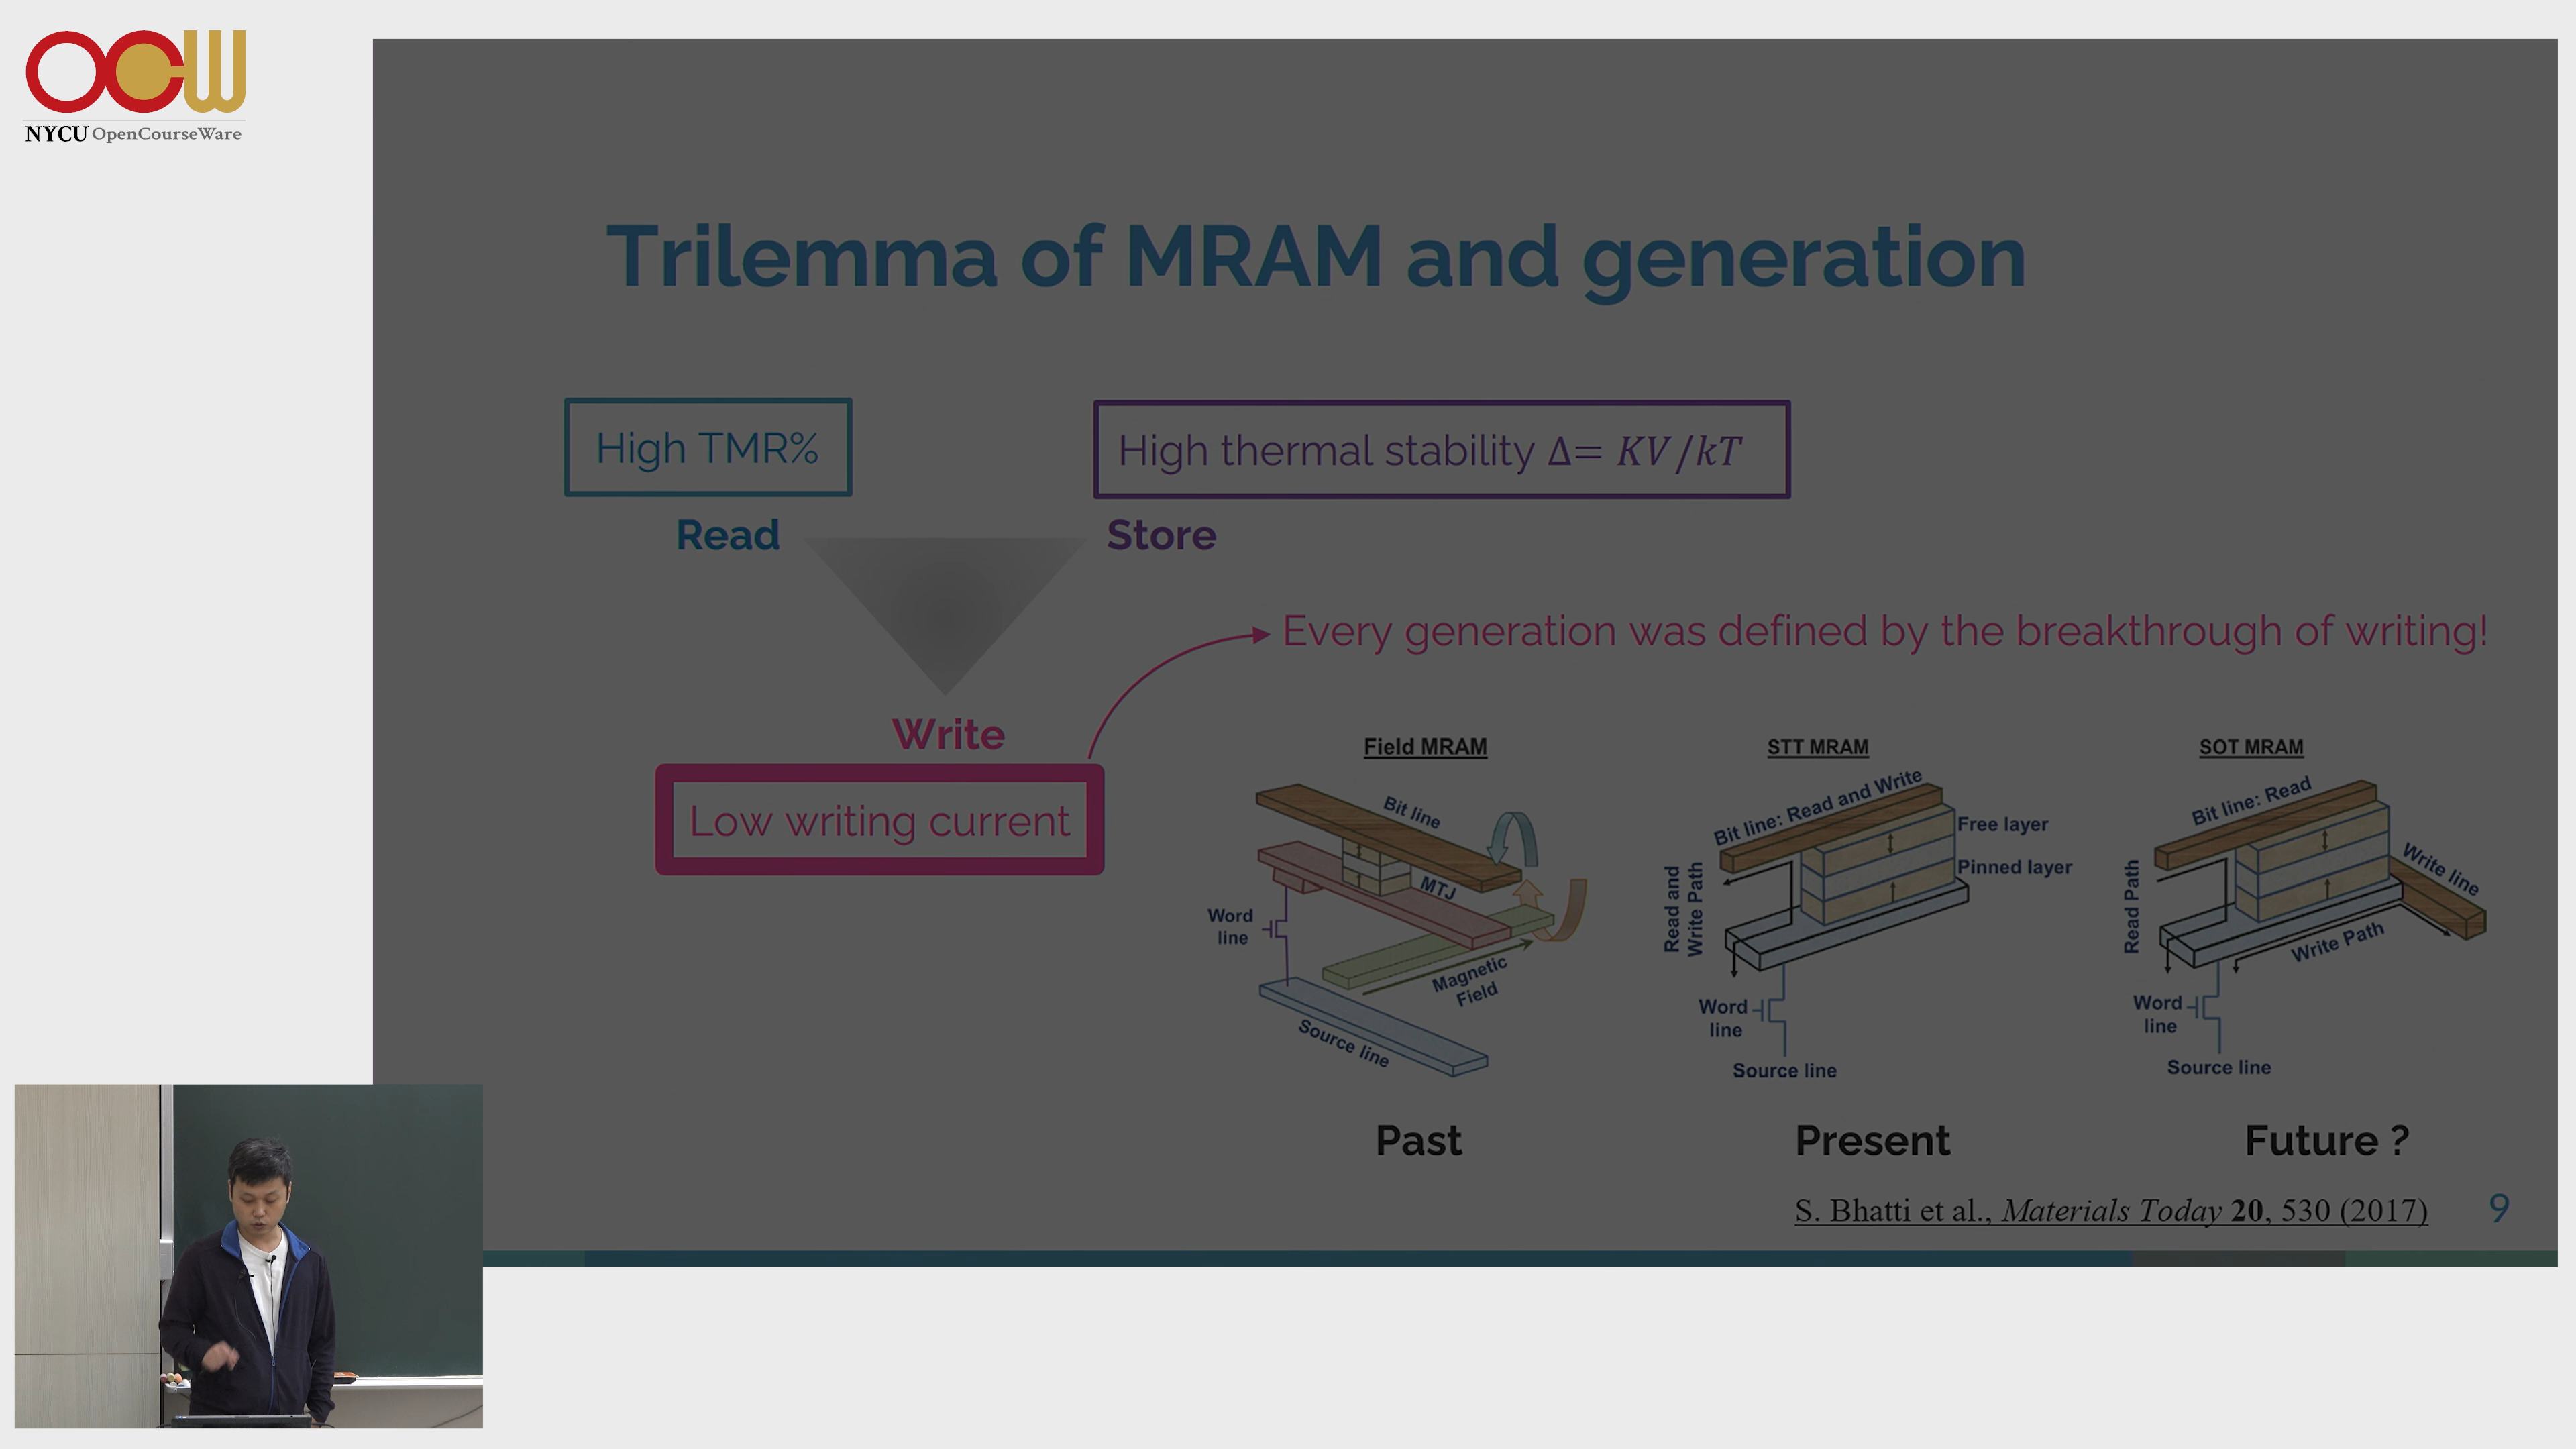 OCW
NYCU OpenCourseWare
Trilemma of MRAM and generation
High TMR%
High thermal stability Δ= KV/kT
Read
Store
Every generation was defined by the breakthrough of writing!
Write
Low writing current
Field MRAM
Bit line
MTJ
Word
line
Magnetic
Field
Source line
Past
STT MRAM
Bit line: Read and Write
Free layer
Pinned layer
Read and
Write Path
Word
line
Source line
Present
SOT MRAM
Bit line: Read
Write line
Read Path
Write Path
Word
line
Source line
Future ?
S. Bhatti et al., Materials Today 20, 530 (2017)
9